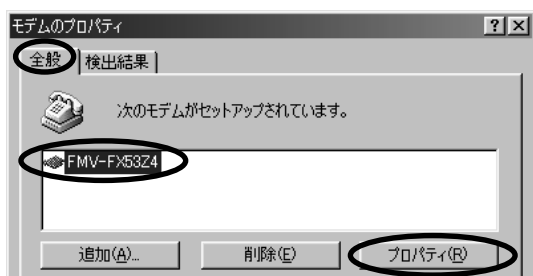 モデムのプロパティ
全般 検出結果
次のモデムがセットアップされています。
FMV-FX53Z4
追加(A)... 削除(E) プロパティ(R)